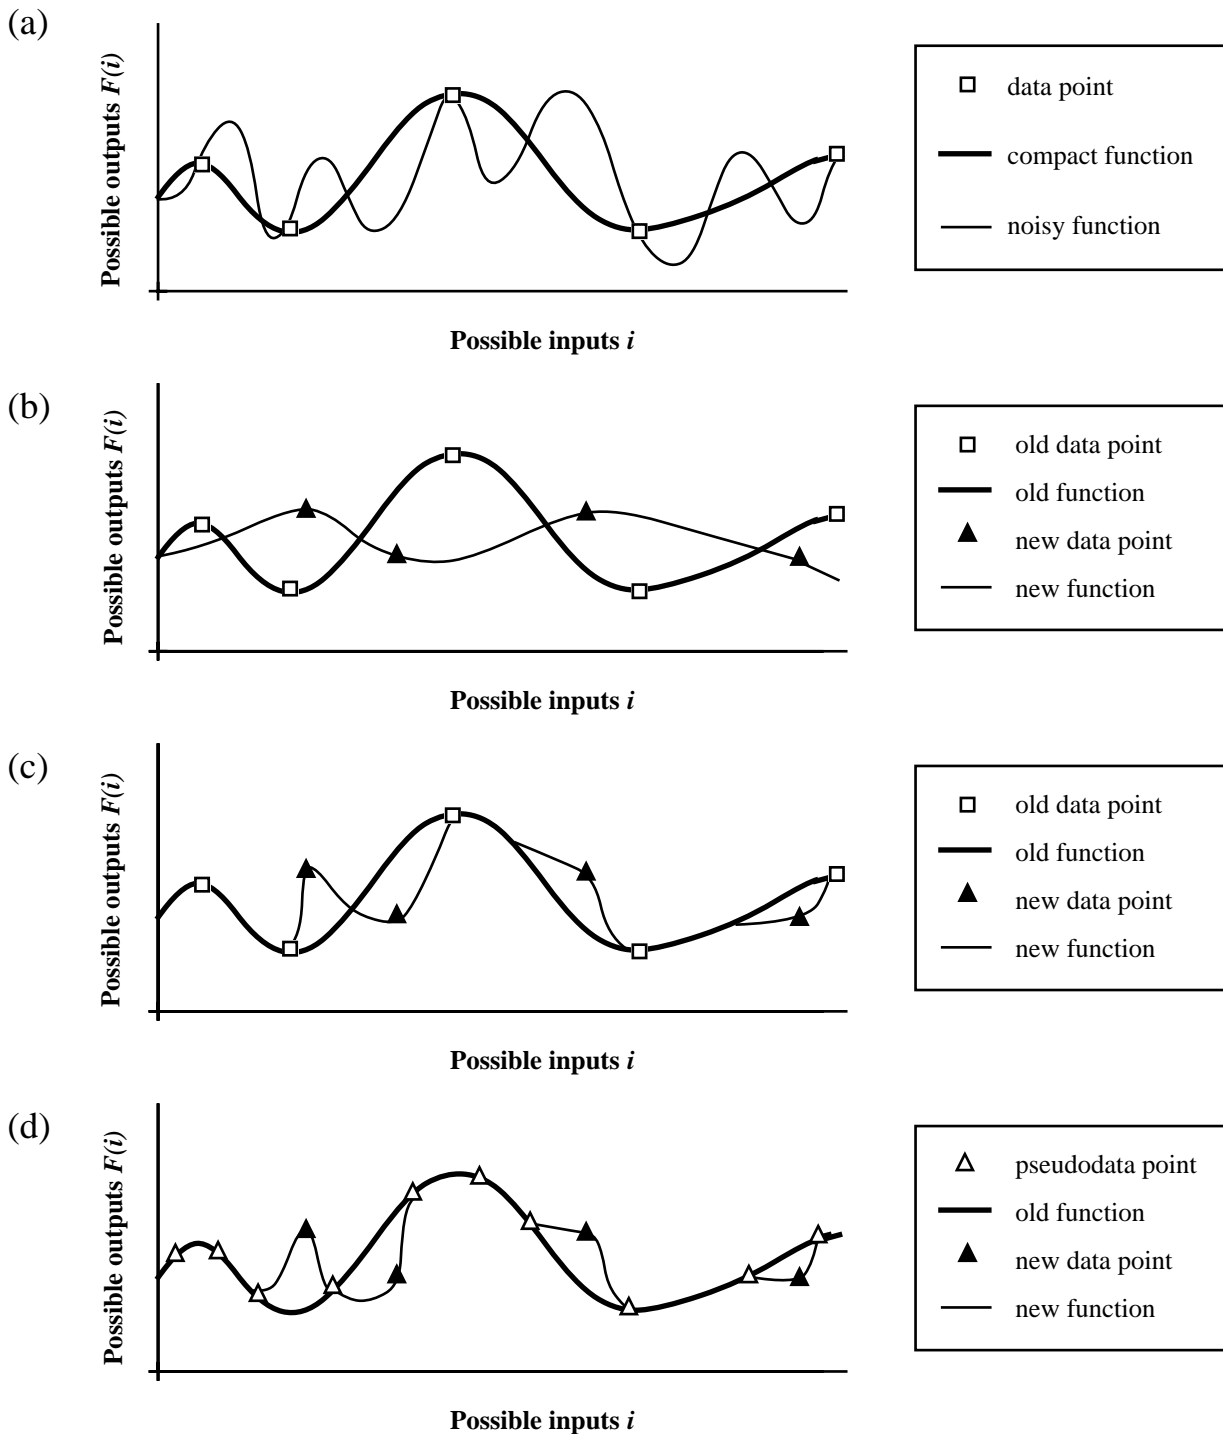 (a)
Possible outputs F(i)
Possible inputs i
data point
compact function
noisy function
(b)
Possible outputs F(i)
Possible inputs i
old data point
old function
new data point
new function
(c)
Possible outputs F(i)
Possible inputs i
old data point
old function
new data point
new function
(d)
Possible outputs F(i)
Possible inputs i
pseudodata point
old function
new data point
new function